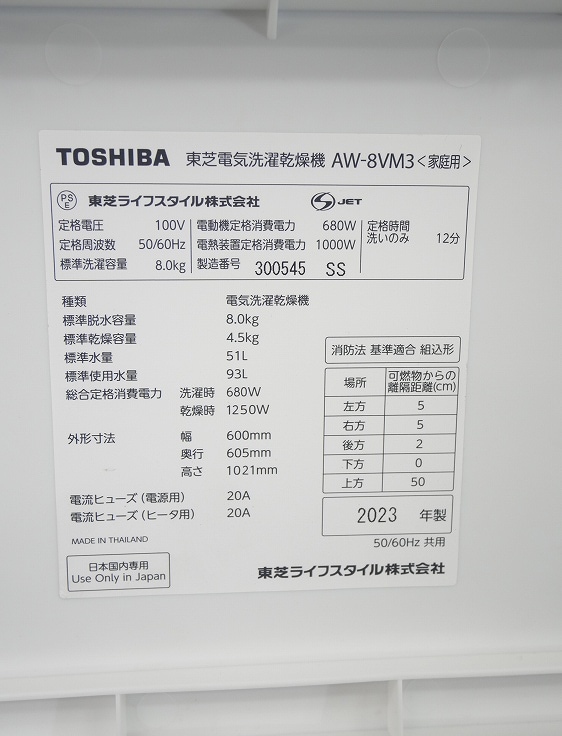 TOSHIBA 東芝電気洗濯乾燥機 AW-8VM3<家庭用>
PSE 東芝ライフスタイル株式会社 S JET
定格電圧 100V 電動機定格消費電力 680W 定格時間
定格周波数 50/60Hz 電熱装置定格消費電力 1000W 洗いのみ 12分
標準洗濯容量 8.0kg 製造番号 300545 SS
種類 電気洗濯乾燥機
標準脱水容量 8.0kg
標準乾燥容量 4.5kg
標準水量 51L
標準使用水量 93L
総合定格消費電力 洗濯時 680W
乾燥時 1250W
外形寸法 幅 600mm
奥行 605mm
高さ 1021mm
電流ヒューズ(電源用) 20A
電流ヒューズ(ヒータ用) 20A
MADE IN THAILAND
日本国内専用
Use Only in Japan
消防法 基準適合 組込形
場所 可燃物からの
離隔距離(cm)
左方 5
右方 5
後方 2
下方 0
上方 50
2023 年製
50/60Hz 共用
東芝ライフスタイル株式会社